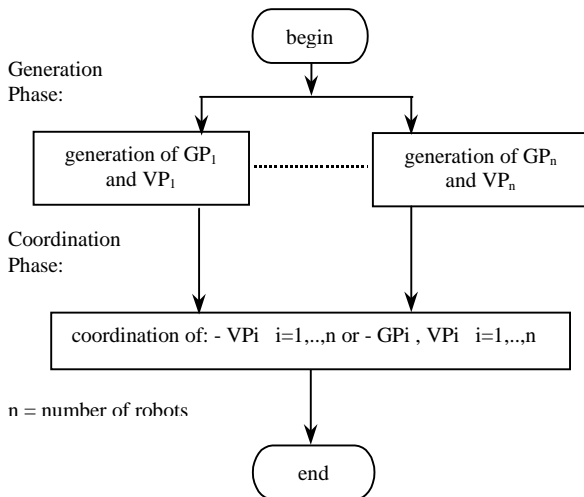 begin
Generation
Phase:
generation of GP₁
and VP₁
generation of GPₙ
and VPₙ
Coordination
Phase:
coordination of: - VPi i=1,..,n or - GPi , VPi i=1,..,n
n = number of robots
end